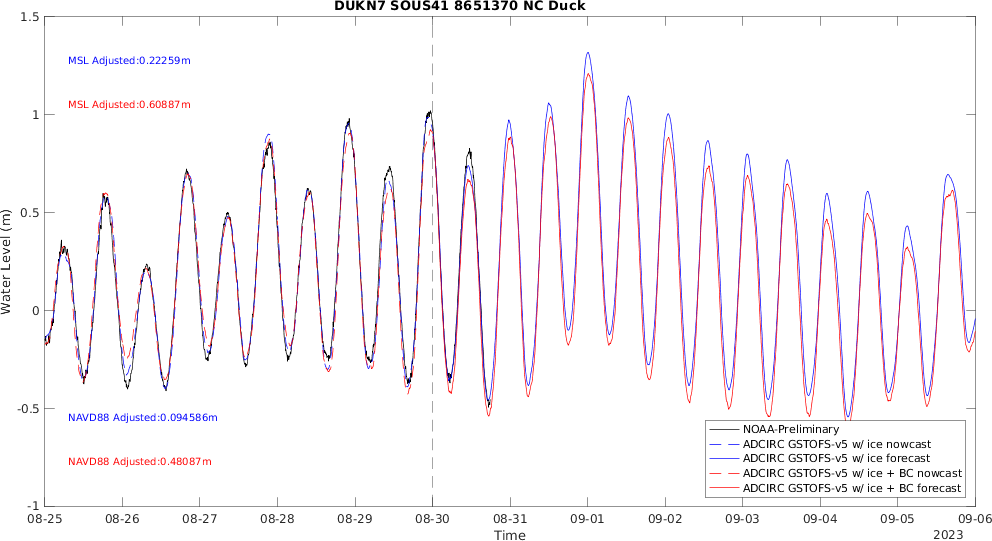 DUKN7 SOUS41 8651370 NC Duck
1.5
MSL Adjusted:0.22259m
MSL Adjusted:0.60887m
1
0.5
Water Level (m)
0
-0.5
NAVD88 Adjusted:0.094586m
NAVD88 Adjusted:0.48087m
-1
NOAA-Preliminary
ADCIRC GSTOFS-v5 w/ ice nowcast
ADCIRC GSTOFS-v5 w/ ice forecast
ADCIRC GSTOFS-v5 w/ ice + BC nowcast
ADCIRC GSTOFS-v5 w/ ice + BC forecast
08-25 08-26 08-27 08-28 08-29 08-30 08-31 09-01 09-02 09-03 09-04 09-05 09-06
Time
2023